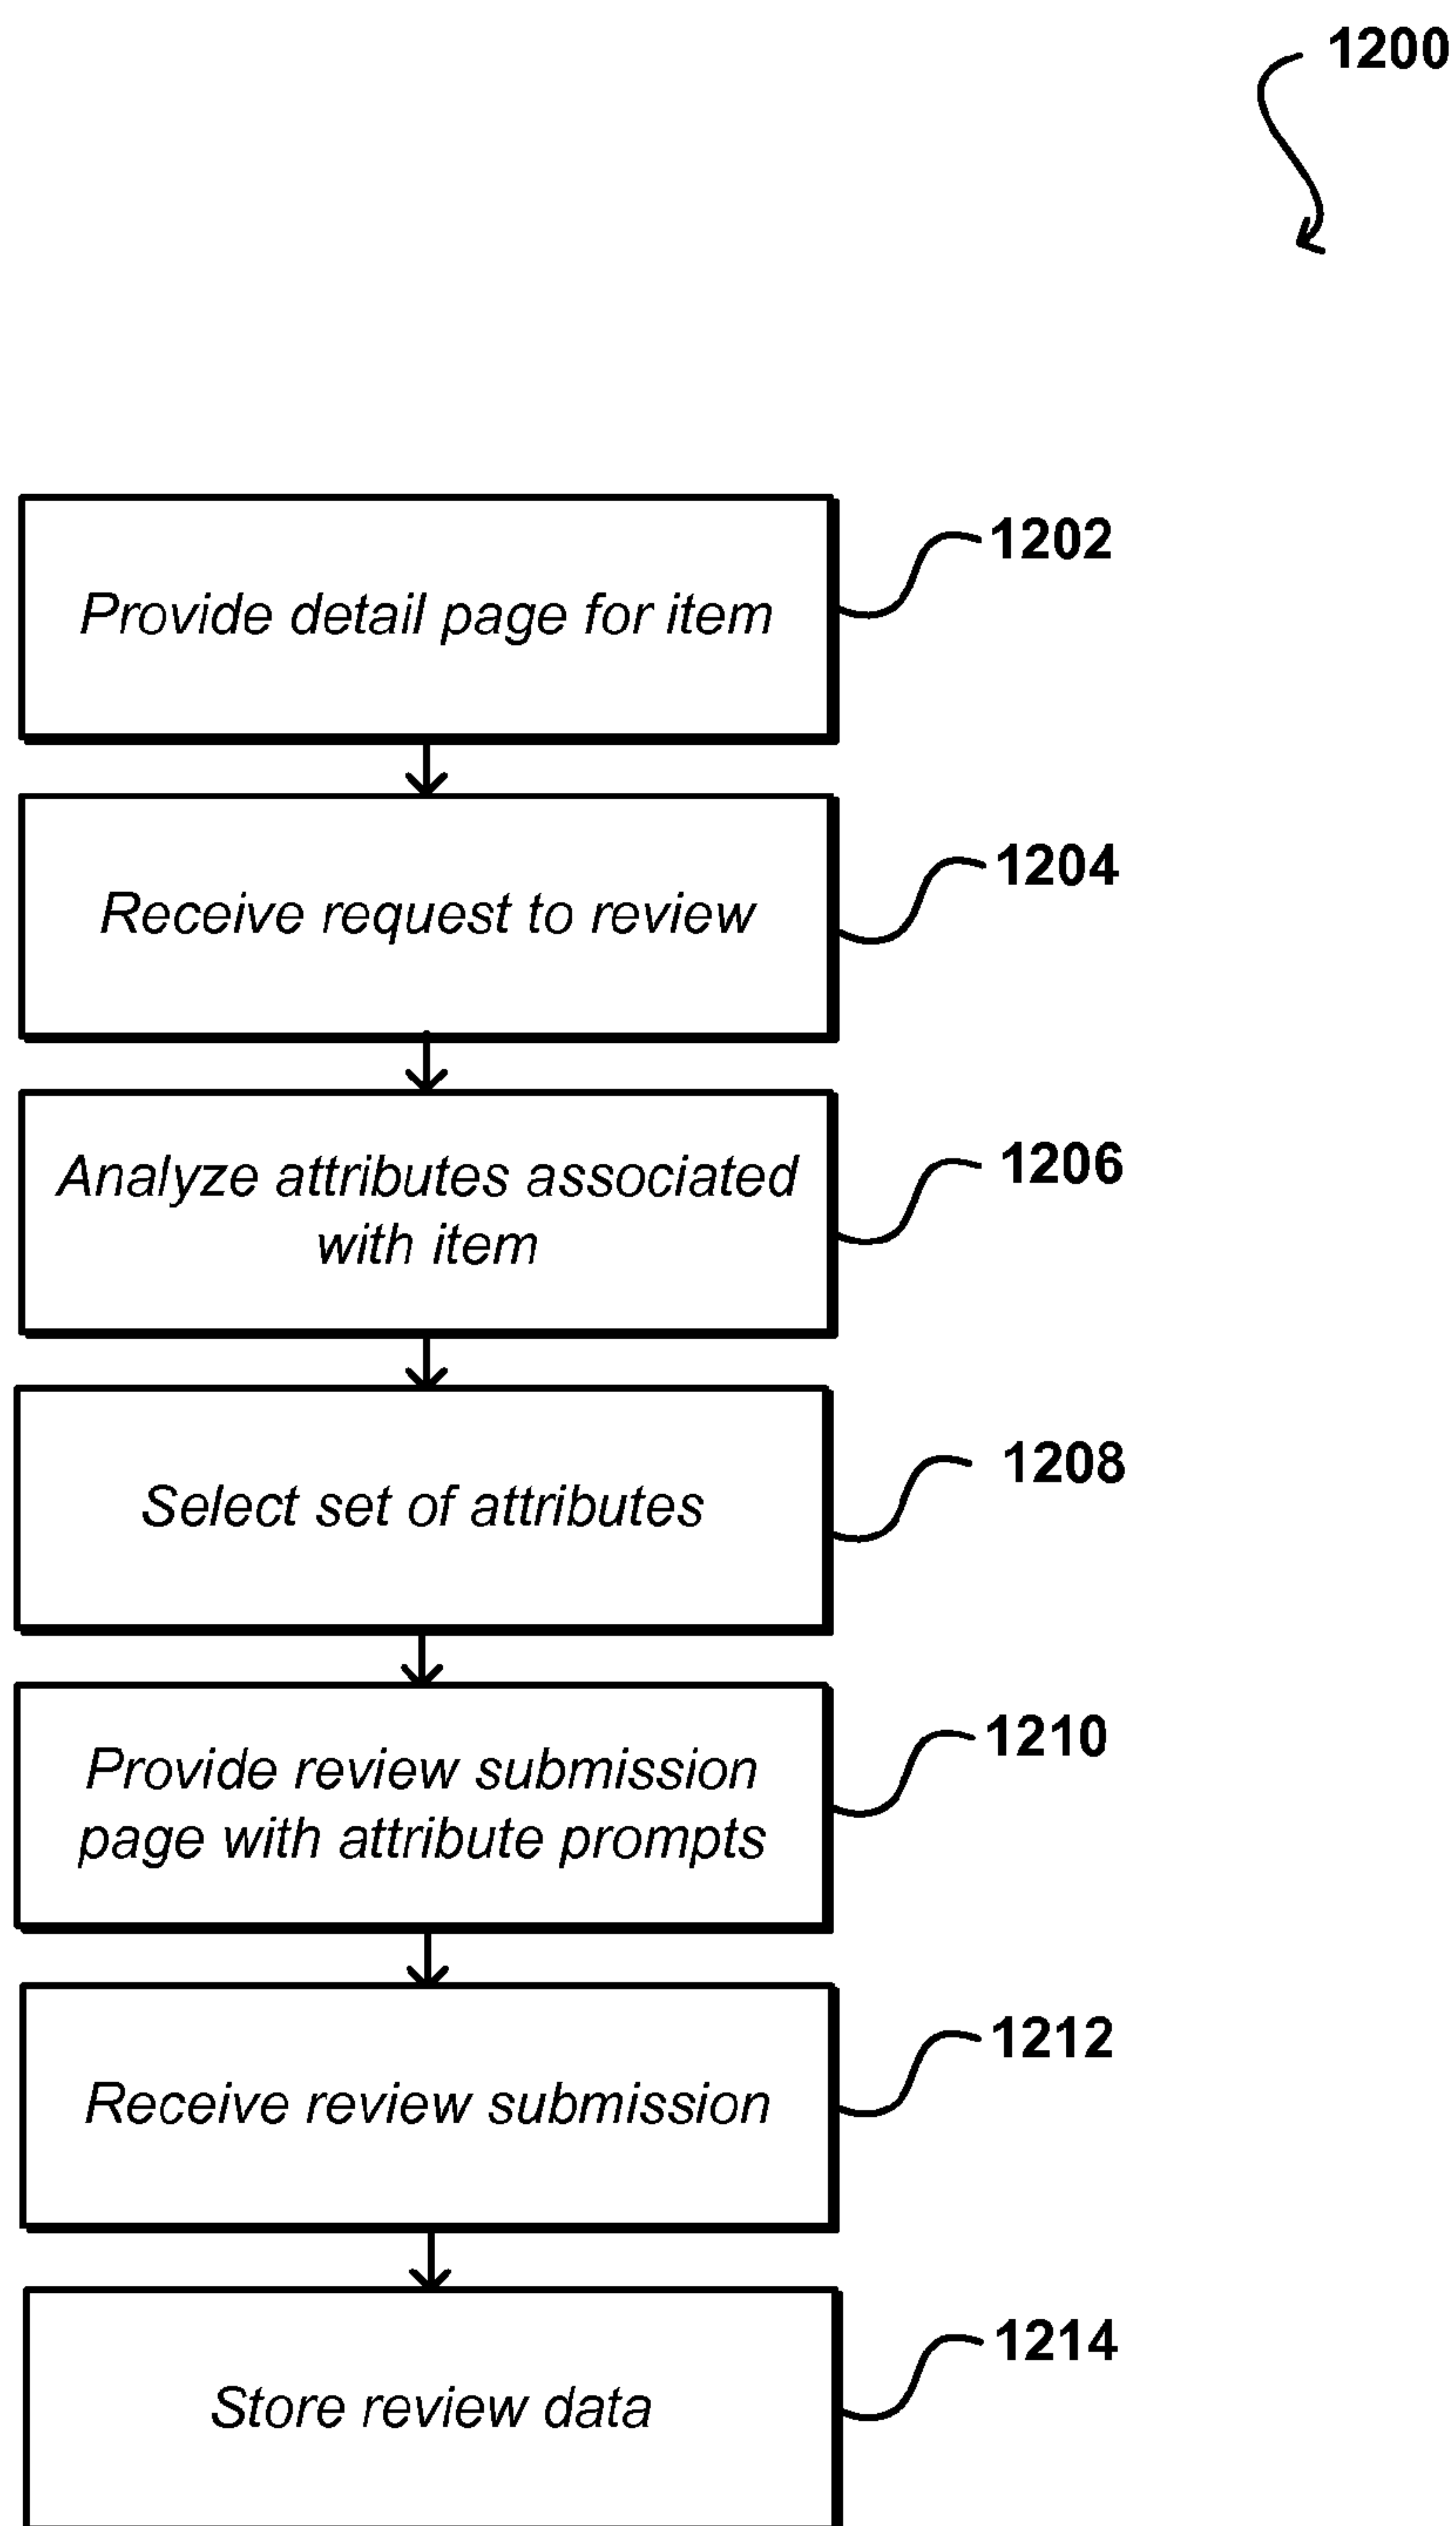 1200
Provide detail page for item
1202
Receive request to review
1204
Analyze attributes associated
with item
1206
Select set of attributes
1208
Provide review submission
page with attribute prompts
1210
Receive review submission
1212
Store review data
1214